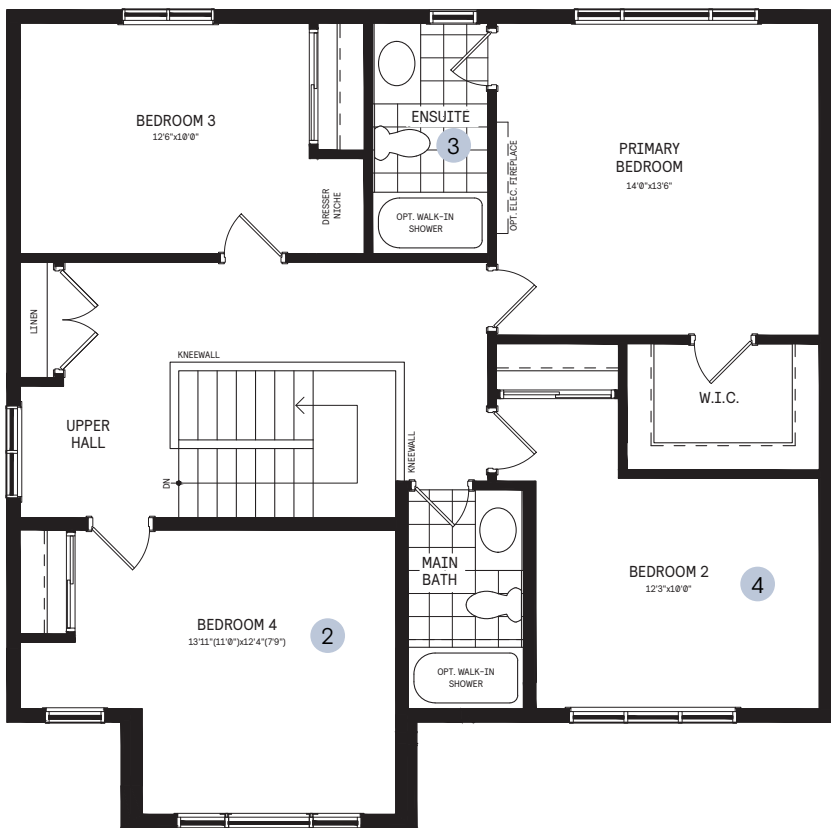 BEDROOM 3
12'6"x10'0"
DRESSER
NICHE
ENSUITE
3
OPT. WALK-IN
SHOWER
OPT. ELEC. FIREPLACE
PRIMARY
BEDROOM
14'0"x13'6"
LINEN
KNEEWALL
UPPER
HALL
DN
KNEEWALL
W.I.C.
MAIN
BATH
OPT. WALK-IN
SHOWER
BEDROOM 2
12'3"x10'0"
4
BEDROOM 4
13'11"(11'0")x12'4"(7'9")
2